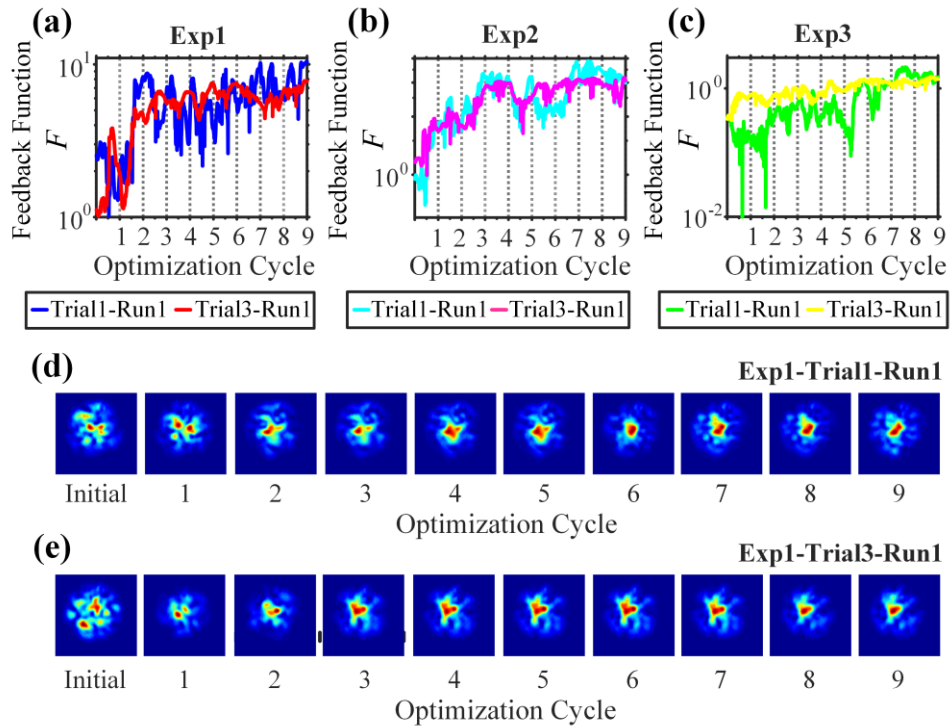 (a) Exp1
(b) Exp2
(c) Exp3
Feedback Function
F
10^1
10^0
1 2 3 4 5 6 7 8 9
Optimization Cycle
Trial1-Run1 Trial3-Run1
Feedback Function
F
10^0
1 2 3 4 5 6 7 8 9
Optimization Cycle
Trial1-Run1 Trial3-Run1
Feedback Function
F
10^0
10^-2
1 2 3 4 5 6 7 8 9
Optimization Cycle
Trial1-Run1 Trial3-Run1
(d) Exp1-Trial1-Run1
Initial 1 2 3 4 5 6 7 8 9
Optimization Cycle
(e) Exp1-Trial3-Run1
Initial 1 2 3 4 5 6 7 8 9
Optimization Cycle